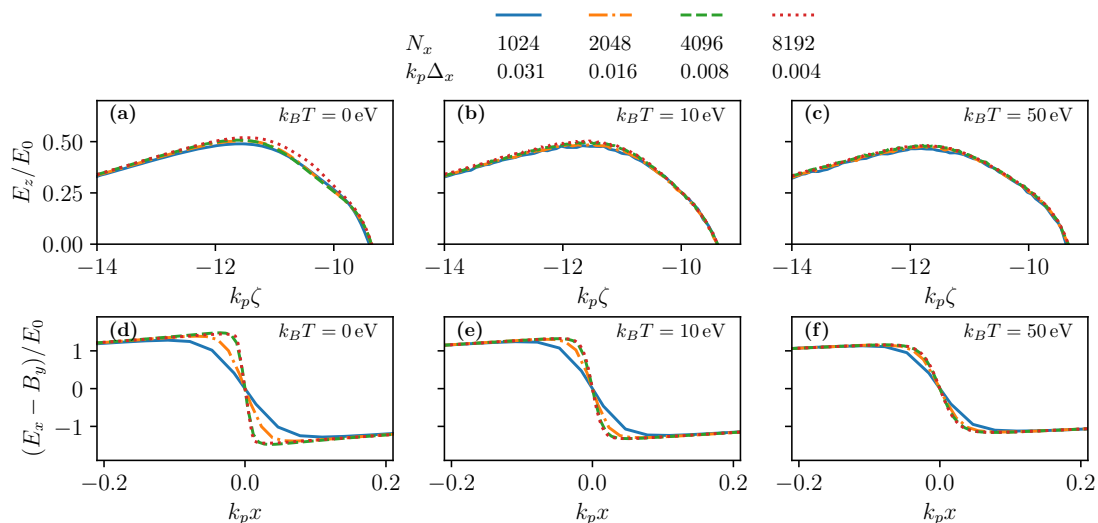 N_x 1024 2048 4096 8192
k_pΔ_x 0.031 0.016 0.008 0.004
(a) k_BT = 0 eV
(b) k_BT = 10 eV
(c) k_BT = 50 eV
E_z/E_0
0.50
0.25
0.00
−14 −12 −10
−14 −12 −10
−14 −12 −10
k_pζ
k_pζ
k_pζ
(d) k_BT = 0 eV
(e) k_BT = 10 eV
(f) k_BT = 50 eV
(E_x − B_y)/E_0
1
0
−1
−0.2 0.0 0.2
−0.2 0.0 0.2
−0.2 0.0 0.2
k_px
k_px
k_px